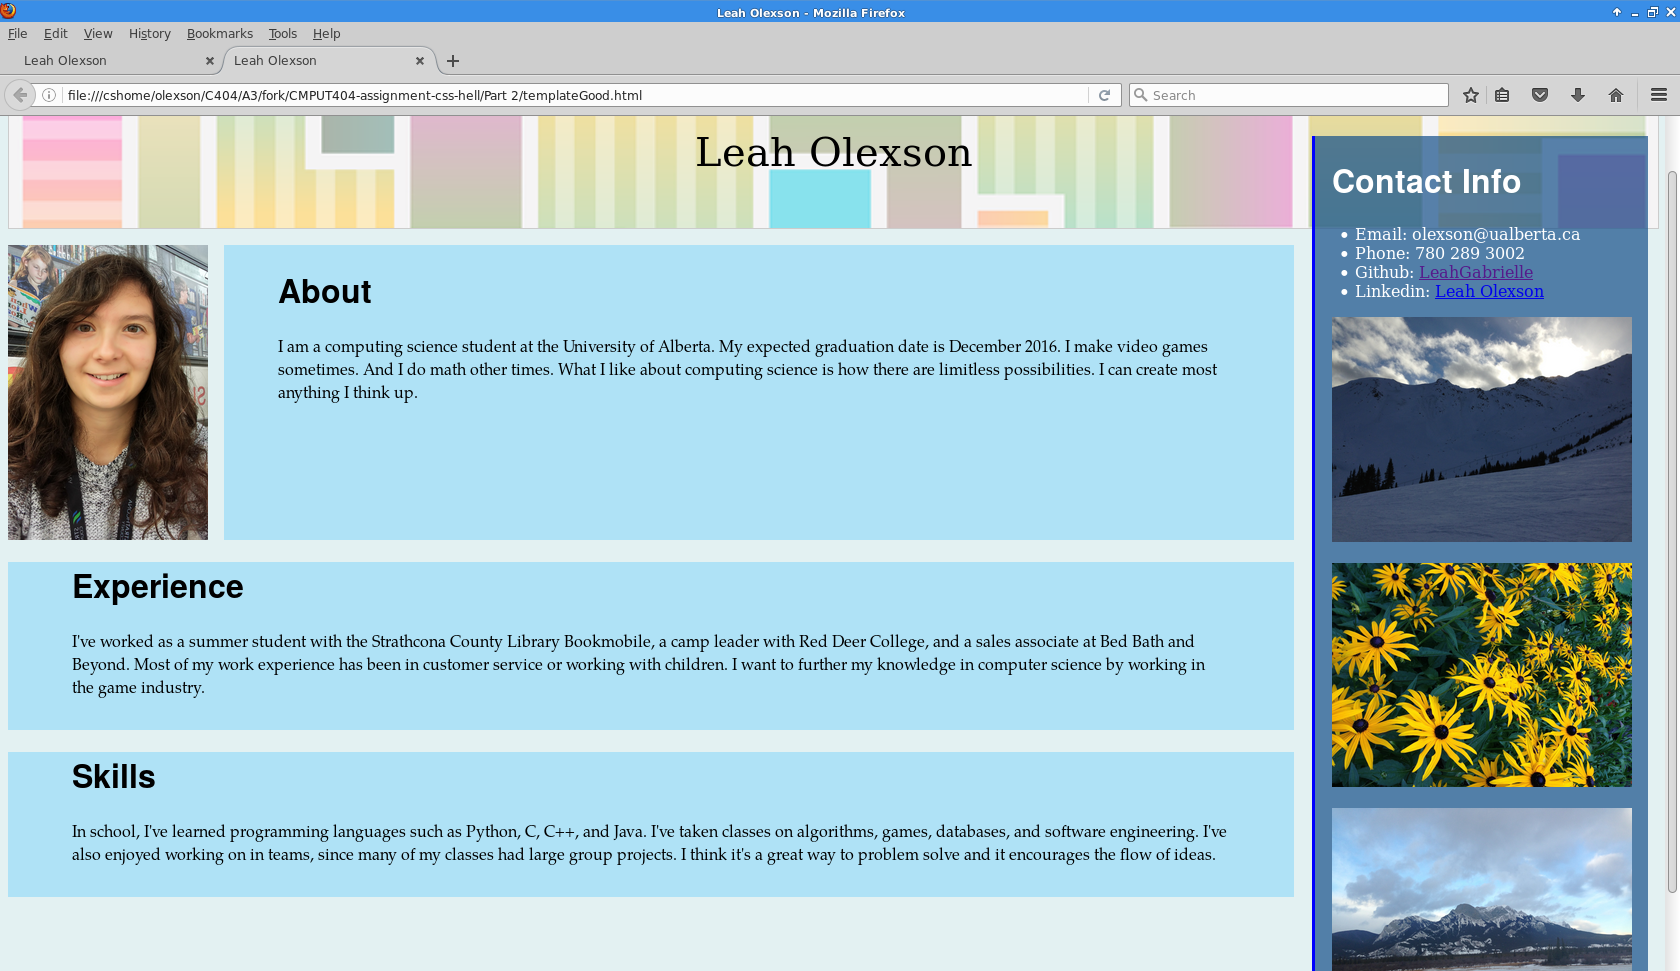 Leah Olexson - Mozilla Firefox
File Edit View History Bookmarks Tools Help
Leah Olexson
Leah Olexson
file:///cshome/olexson/C404/A3/fork/CMPUT404-assignment-css-hell/Part 2/templateGood.html
Search
Leah Olexson
About
I am a computing science student at the University of Alberta. My expected graduation date is December 2016. I make video games
sometimes. And I do math other times. What I like about computing science is how there are limitless possibilities. I can create most
anything I think up.
Experience
I've worked as a summer student with the Strathcona County Library Bookmobile, a camp leader with Red Deer College, and a sales associate at Bed Bath and
Beyond. Most of my work experience has been in customer service or working with children. I want to further my knowledge in computer science by working in
the game industry.
Skills
In school, I've learned programming languages such as Python, C, C++, and Java. I've taken classes on algorithms, games, databases, and software engineering. I've
also enjoyed working on in teams, since many of my classes had large group projects. I think it's a great way to problem solve and it encourages the flow of ideas.
Contact Info
• Email: olexson@ualberta.ca
• Phone: 780 289 3002
• Github: LeahGabrielle
• Linkedin: Leah Olexson